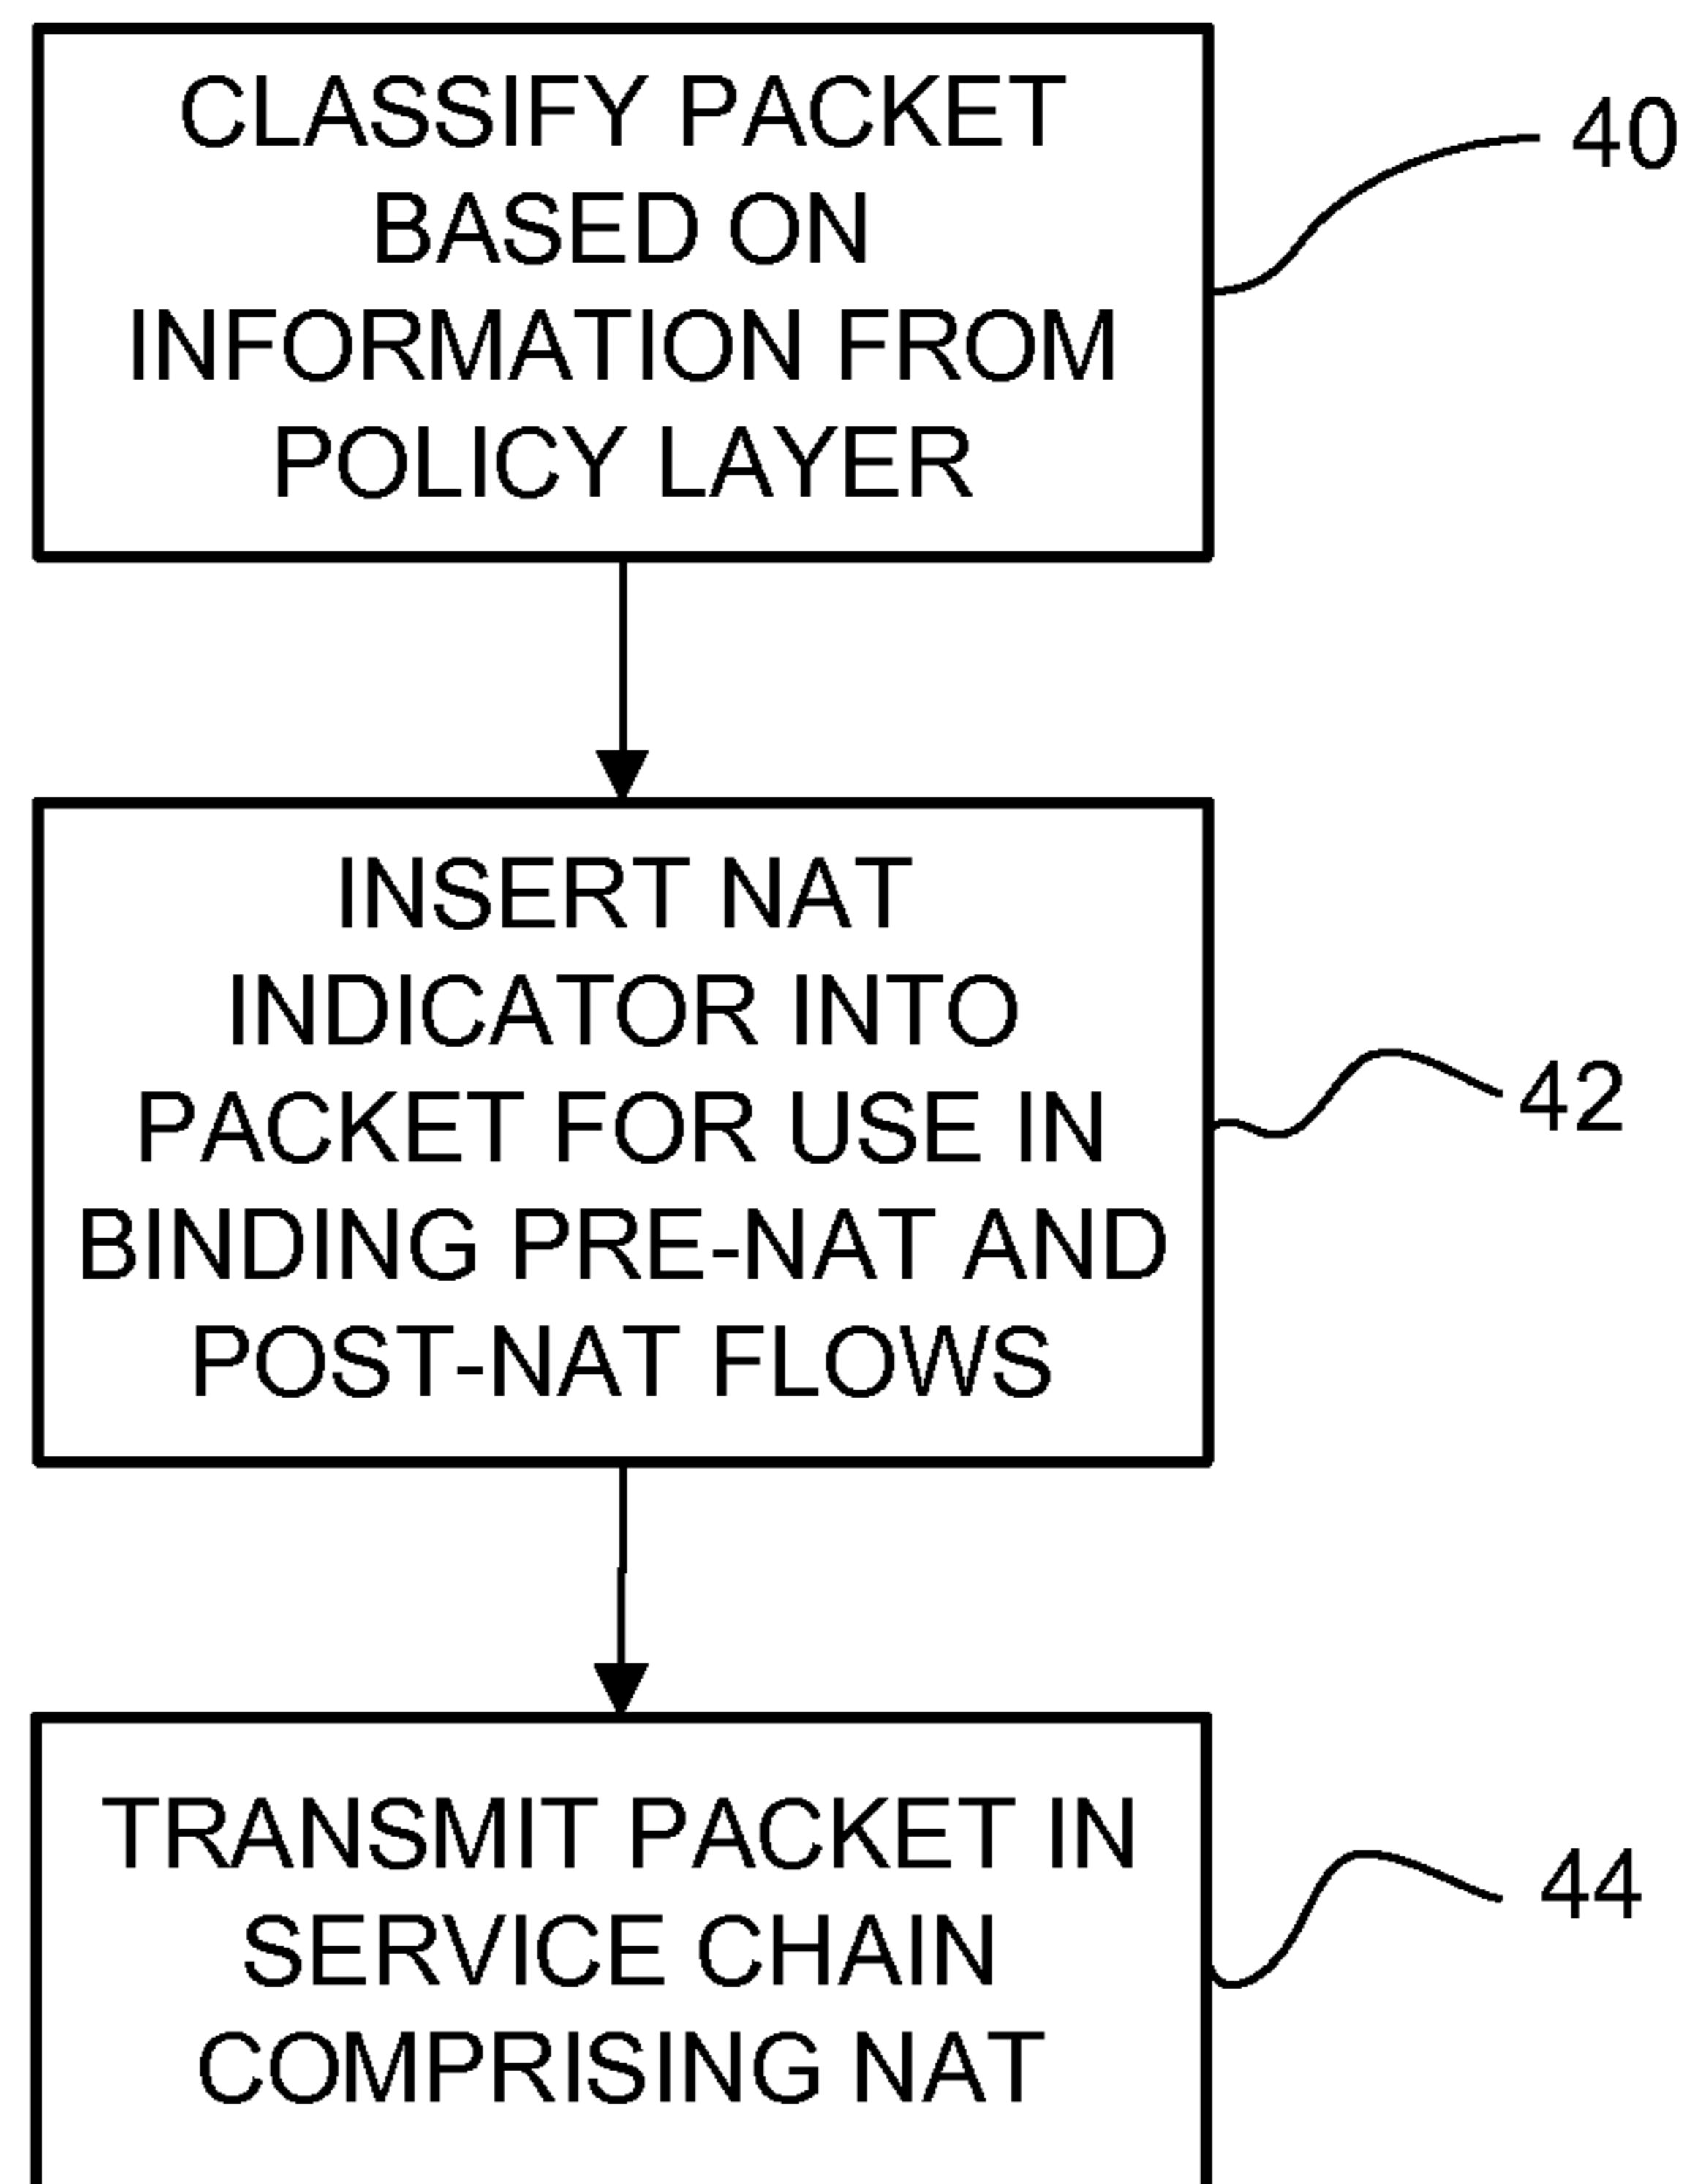 CLASSIFY PACKET
BASED ON
INFORMATION FROM
POLICY LAYER
40
INSERT NAT
INDICATOR INTO
PACKET FOR USE IN
BINDING PRE-NAT AND
POST-NAT FLOWS
42
TRANSMIT PACKET IN
SERVICE CHAIN
COMPRISING NAT
44